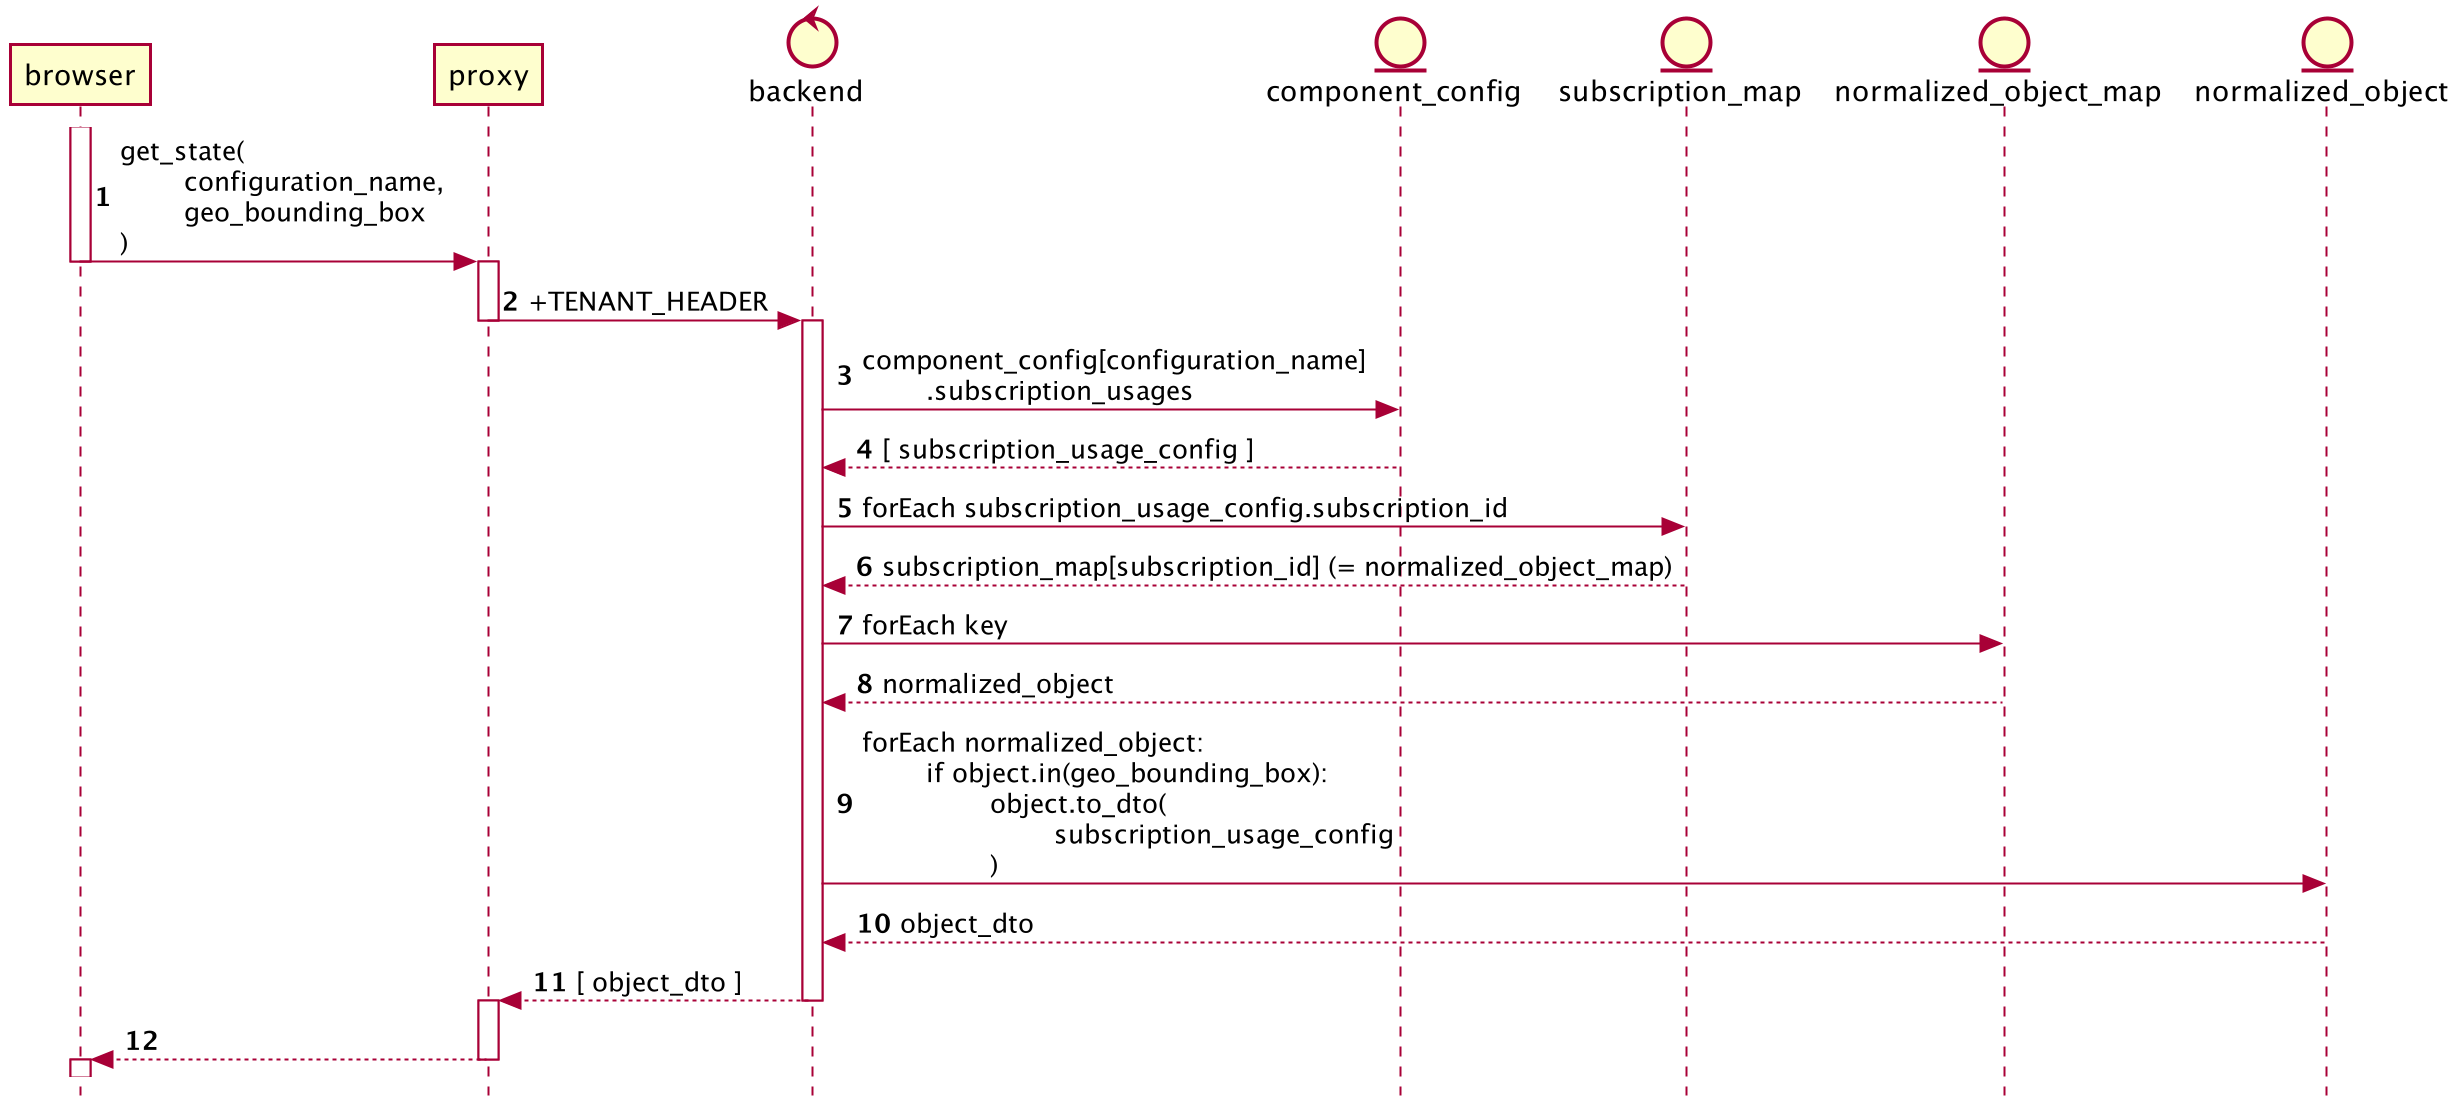 browser
proxy
backend
component_config
subscription_map
normalized_object_map
normalized_object
1 get_state(
configuration_name,
geo_bounding_box
)
2 +TENANT_HEADER
3 component_config[configuration_name]
.subscription_usages
4 [ subscription_usage_config ]
5 forEach subscription_usage_config.subscription_id
6 subscription_map[subscription_id] (= normalized_object_map)
7 forEach key
8 normalized_object
9 forEach normalized_object:
if object.in(geo_bounding_box):
object.to_dto(
subscription_usage_config
)
10 object_dto
11 [ object_dto ]
12